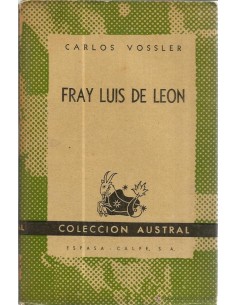 CARLOS VOSSLER
FRAY LUIS DE LEON
L
COLECCION AUSTRAL
ESPASA - CALPE, S. A.